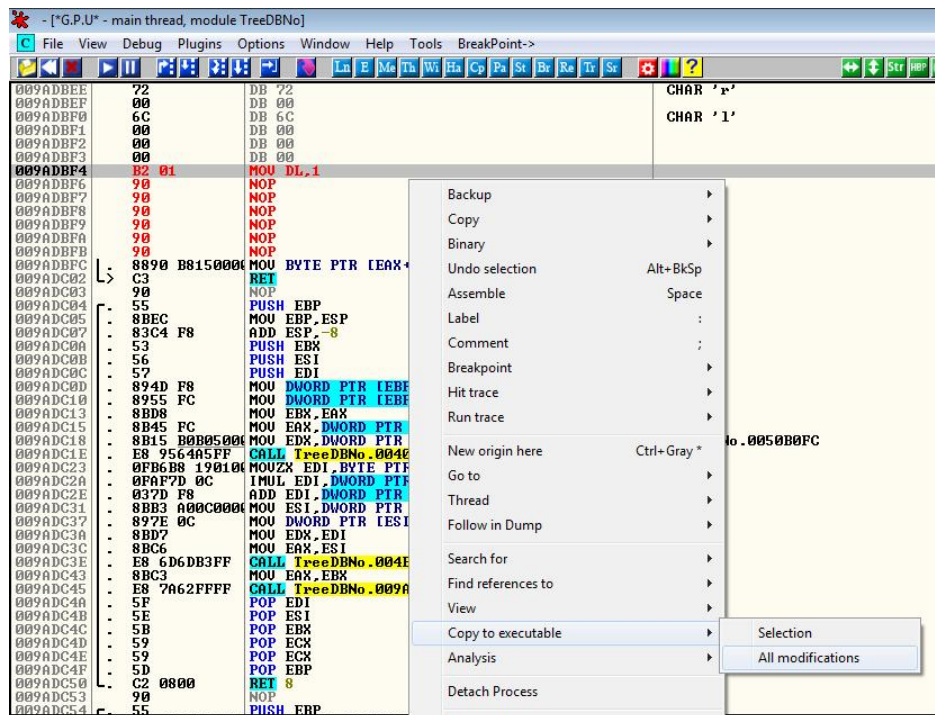 - [*G.P.U* - main thread, module TreeDBNo]
C File View Debug Plugins Options Window Help Tools BreakPoint->
Ln E Me Th Wi Ha Cp Pa St Br Re Tr Sr ? Str HBP
009ADBEE 72 DB 72 CHAR 'r'
009ADBEF 00 DB 00
009ADBF0 6C DB 6C CHAR 'l'
009ADBF1 00 DB 00
009ADBF2 00 DB 00
009ADBF3 00 DB 00
009ADBF4 B2 01 MOV DL,1
009ADBF6 90 NOP
009ADBF7 90 NOP
009ADBF8 90 NOP
009ADBF9 90 NOP
009ADBFA 90 NOP
009ADBFB 90 NOP
009ADBFC . 8890 B8150000 MOV BYTE PTR [EAX+
009ADC02 > C3 RET
009ADC03 90 NOP
009ADC04 . 55 PUSH EBP
009ADC05 . 8BEC MOV EBP,ESP
009ADC07 . 83C4 F8 ADD ESP,-8
009ADC0A . 53 PUSH EBX
009ADC0B . 56 PUSH ESI
009ADC0C . 57 PUSH EDI
009ADC0D . 894D F8 MOV DWORD PTR [EBP
009ADC10 . 8955 FC MOV DWORD PTR [EBP
009ADC13 . 8BD8 MOV EBX,EAX
009ADC15 . 8B45 FC MOV EAX,DWORD PTR
009ADC18 . 8B15 B0B05000 MOV EDX,DWORD PTR No.0050B0FC
009ADC1E . E8 9564A5FF CALL TreeDBNo.0040
009ADC23 . 0FB6B8 190100 MOVZX EDI,BYTE PTR
009ADC2A . 0FAF7D 0C IMUL EDI,DWORD PTR
009ADC2E . 037D F8 ADD EDI,DWORD PTR
009ADC31 . 8BB3 A00C0000 MOV ESI,DWORD PTR
009ADC37 . 897E 0C MOV DWORD PTR [ESI
009ADC3A . 8BD7 MOV EDX,EDI
009ADC3C . 8BC6 MOV EAX,ESI
009ADC3E . E8 6D6DB3FF CALL TreeDBNo.004E
009ADC43 . 8BC3 MOV EAX,EBX
009ADC45 . E8 7A62FFFF CALL TreeDBNo.009A
009ADC4A . 5F POP EDI
009ADC4B . 5E POP ESI
009ADC4C . 5B POP EBX
009ADC4D . 59 POP ECX
009ADC4E . 59 POP ECX
009ADC4F . 5D POP EBP
009ADC50 . C2 0800 RET 8
009ADC53 90 NOP
009ADC54 . 55 PUSH EBP
Backup
Copy
Binary
Undo selection Alt+BkSp
Assemble Space
Label :
Comment ;
Breakpoint
Hit trace
Run trace
New origin here Ctrl+Gray *
Go to
Thread
Follow in Dump
Search for
Find references to
View
Copy to executable
Analysis
Detach Process
Selection
All modifications